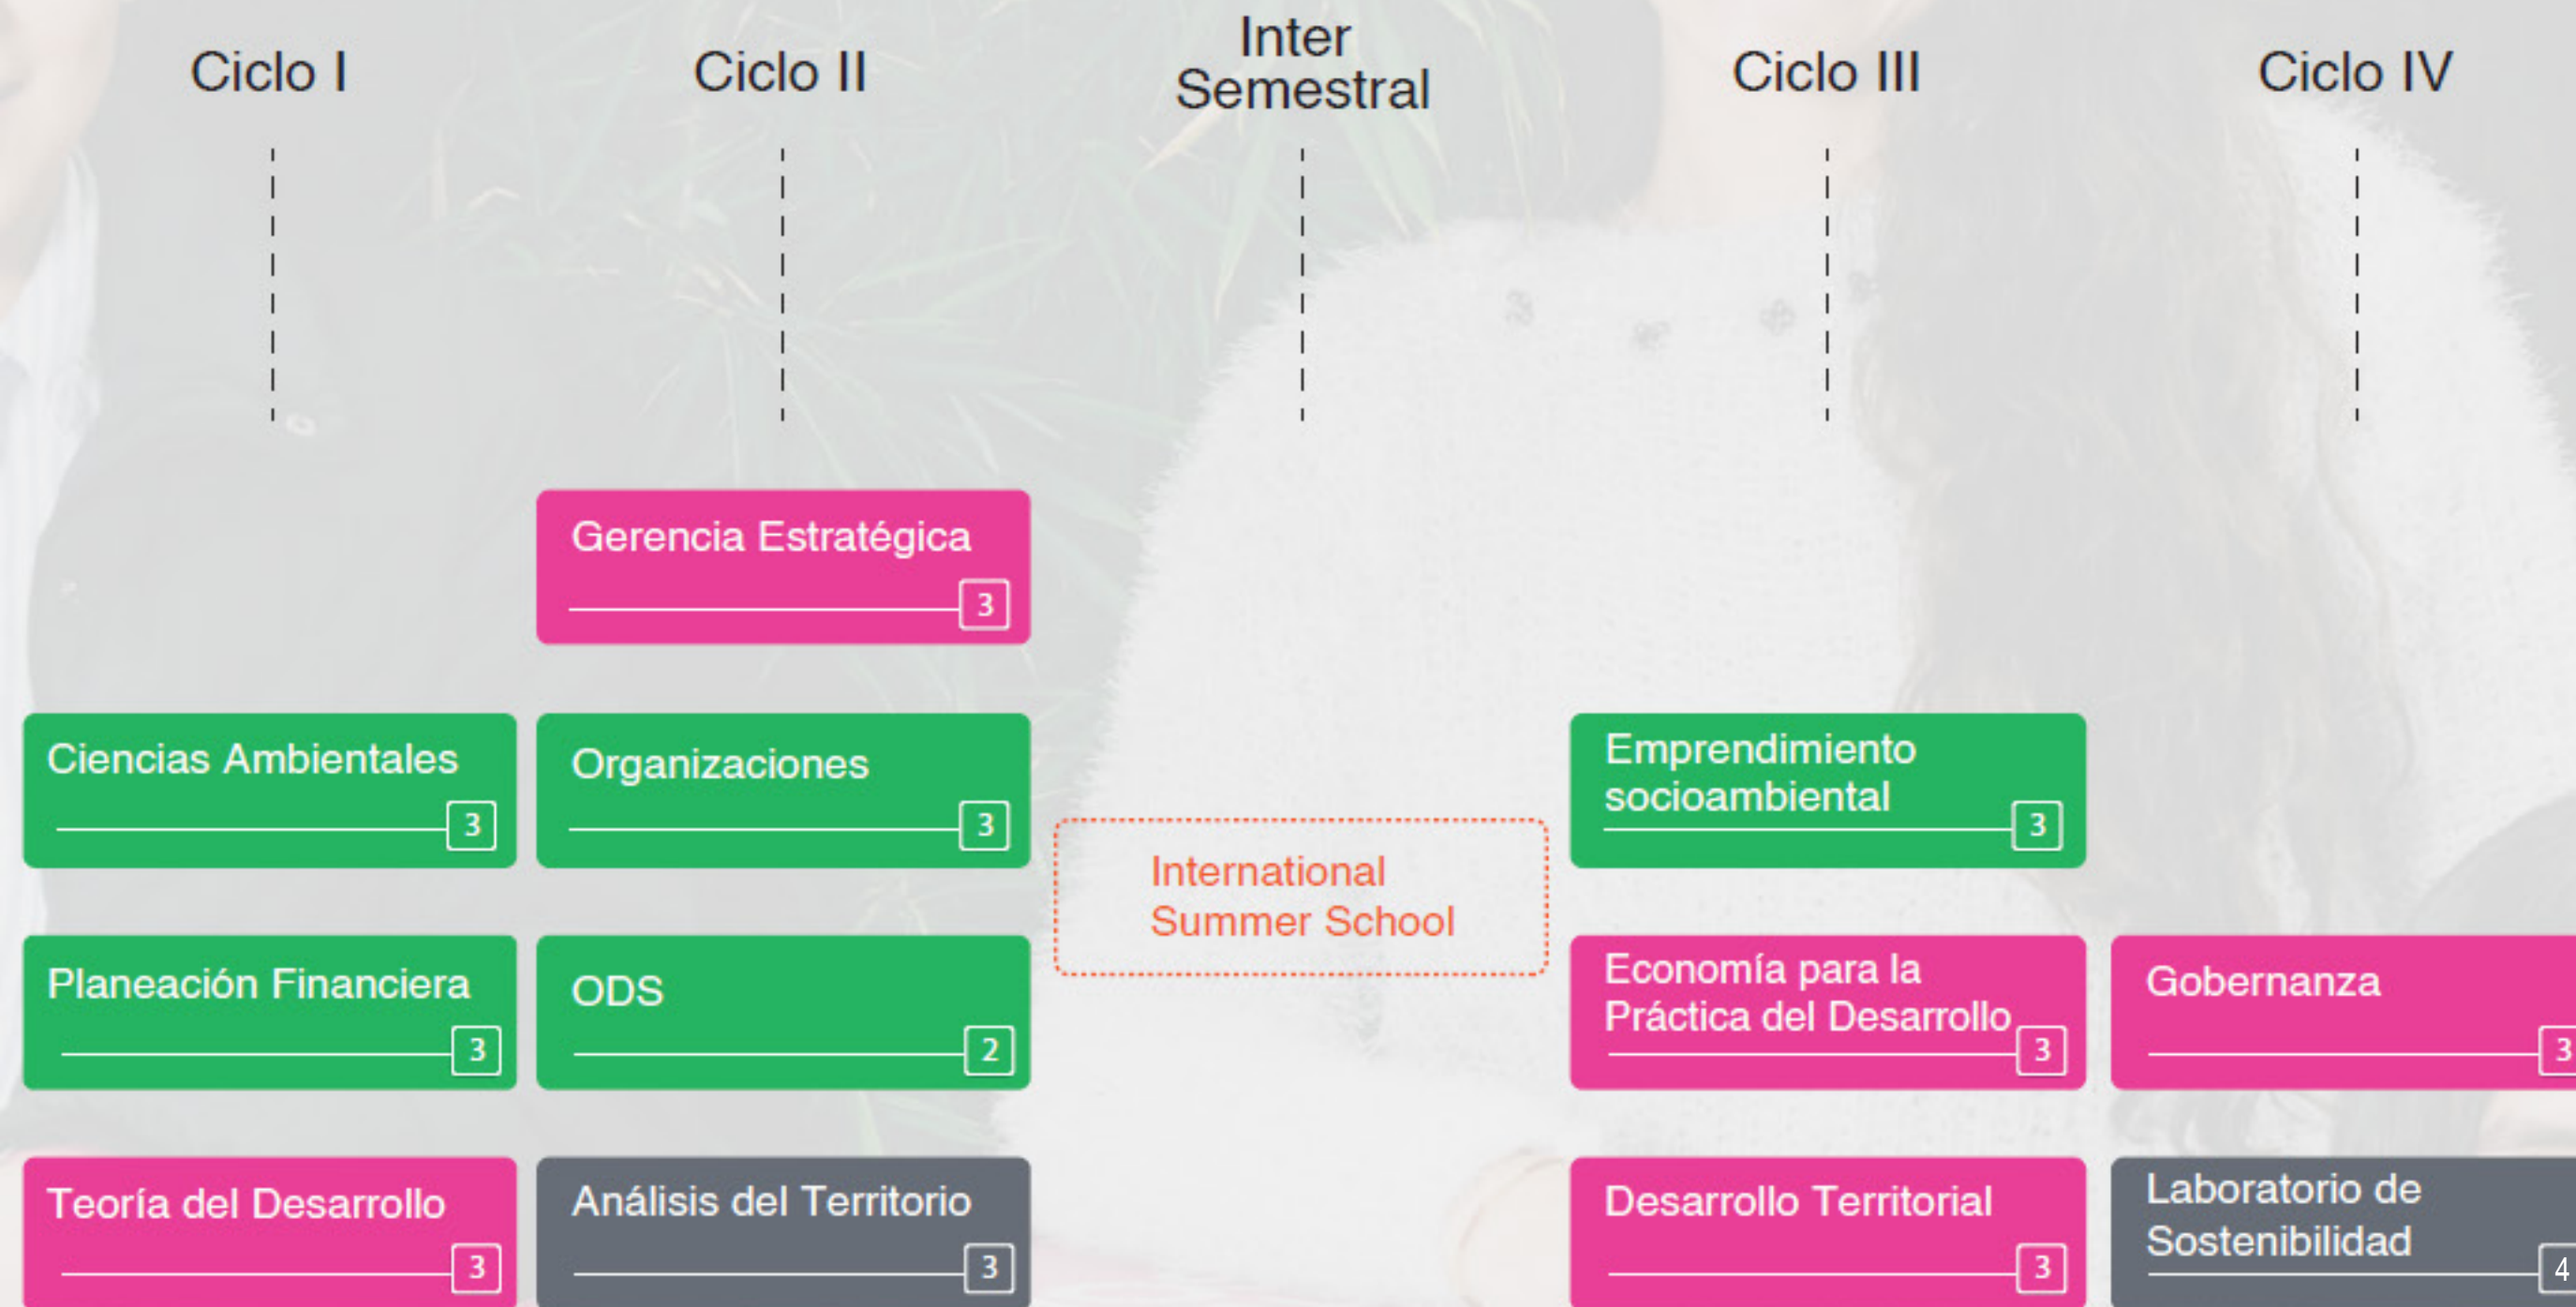 Ciclo I
Ciclo II
Inter
Semestral
Ciclo III
Ciclo IV
Gerencia Estratégica
3
Ciencias Ambientales
3
Organizaciones
3
Emprendimiento
socioambiental
3
International
Summer School
Planeación Financiera
3
ODS
2
Economía para la
Práctica del Desarrollo
3
Gobernanza
3
Teoría del Desarrollo
3
Análisis del Territorio
3
Desarrollo Territorial
3
Laboratorio de
Sostenibilidad
4